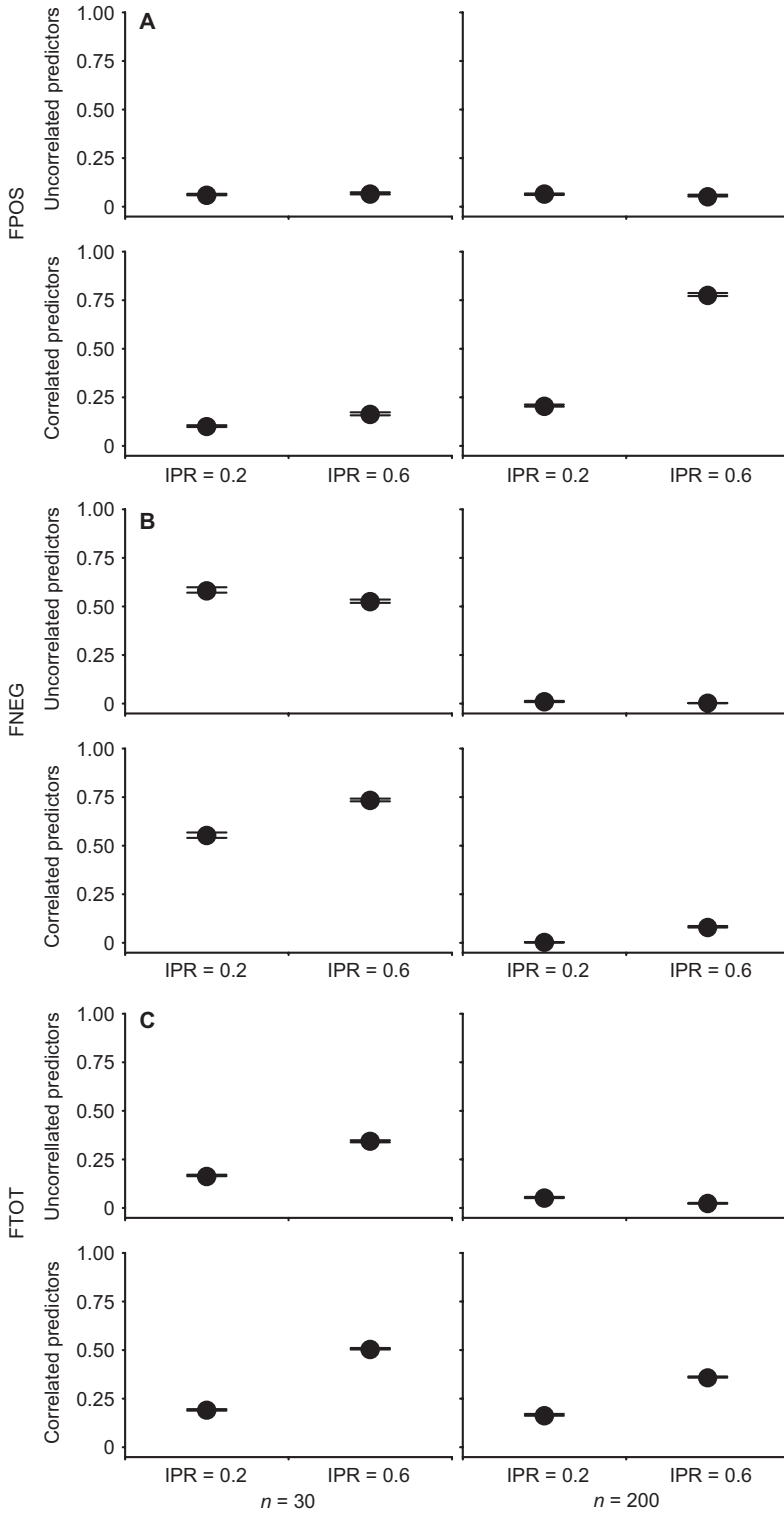 A
FPOS
Uncorrelated predictors
1.00
0.75
0.50
0.25
0
Correlated predictors
1.00
0.75
0.50
0.25
0
IPR = 0.2
IPR = 0.6
IPR = 0.2
IPR = 0.6
B
FNEG
Uncorrelated predictors
1.00
0.75
0.50
0.25
0
Correlated predictors
1.00
0.75
0.50
0.25
0
IPR = 0.2
IPR = 0.6
IPR = 0.2
IPR = 0.6
C
FTOT
Uncorrellated predictors
1.00
0.75
0.50
0.25
0
Correlated predictors
1.00
0.75
0.50
0.25
0
IPR = 0.2
IPR = 0.6
IPR = 0.2
IPR = 0.6
n = 30
n = 200